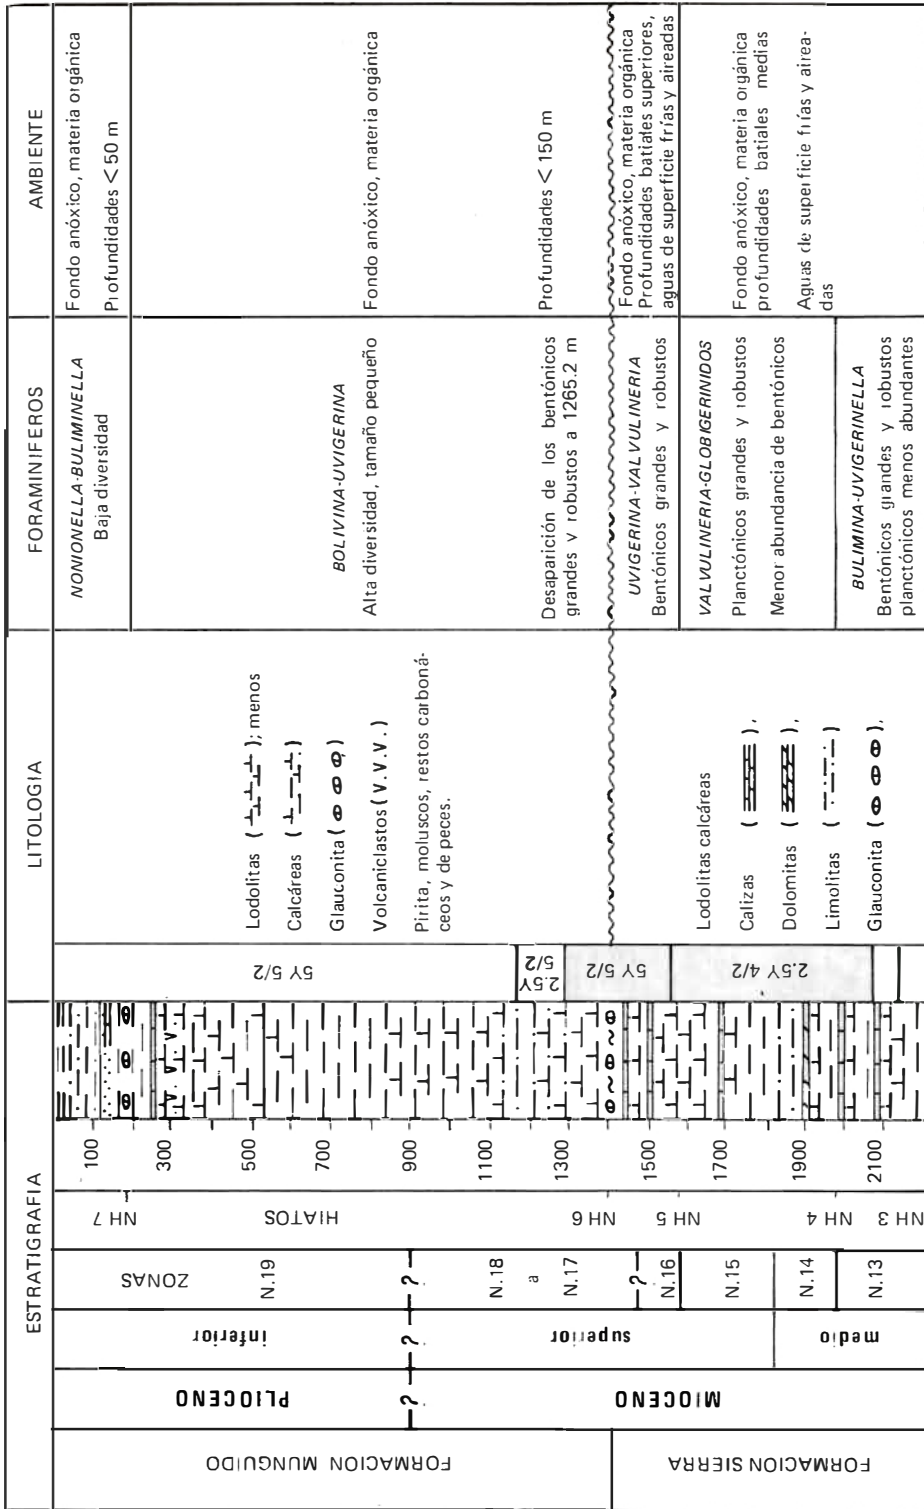 ESTRATIGRAFIA
LITOLOGIA
FORAMINIFEROS
AMBIENTE
FORMACION MUNGUIDO
FORMACION SIERRA
PLIOCENO
?
MIOCENO
inferior
?
superior
medio
ZONAS
N.19
?
N.18
a
N.17
?
N.16
N.15
N.14
N.13
HIATOS
NH 7
NH 6
NH 5
NH 4
NH 3
100
300
500
700
900
1100
1300
1500
1700
1900
2100
V.V.
V.V.
5Y 5/2
2.5Y
5/2
5Y 5/2
2.5Y 4/2
Lodolitas ( ); menos
Calcáreas ( )
Glauconita ( )
Volcaniclastos (V.V.V.)
Pirita, moluscos, restos carboná-
ceos y de peces.
Lodolitas calcáreas
Calizas ( ),
Dolomitas ( ),
Limolitas ( )
Glauconita ( ),
NONIONELLA-BULIMINELLA
Baja diversidad
BOLIVINA-UVIGERINA
Alta diversidad, tamaño pequeño
Desaparición de los bentónicos
grandes y robustos a 1265.2 m
UVIGERINA-VALVULINERIA
Bentónicos grandes y robustos
VALVULINERIA-GLOBIGERINIDOS
Planctónicos grandes y robustos
Menor abundancia de bentónicos
BULIMINA-UVIGERINELLA
Bentónicos grandes y robustos
planctónicos menos abundantes
Fondo anóxico, materia orgánica
Profundidades < 50 m
Fondo anóxico, materia orgánica
Profundidades < 150 m
Fondo anóxico, materia orgánica
Profundidades batiales superiores,
aguas de superficie frías y aireadas
Fondo anóxico, materia orgánica
profundidades batiales medias
Aguas de superficie frías y airea-
das